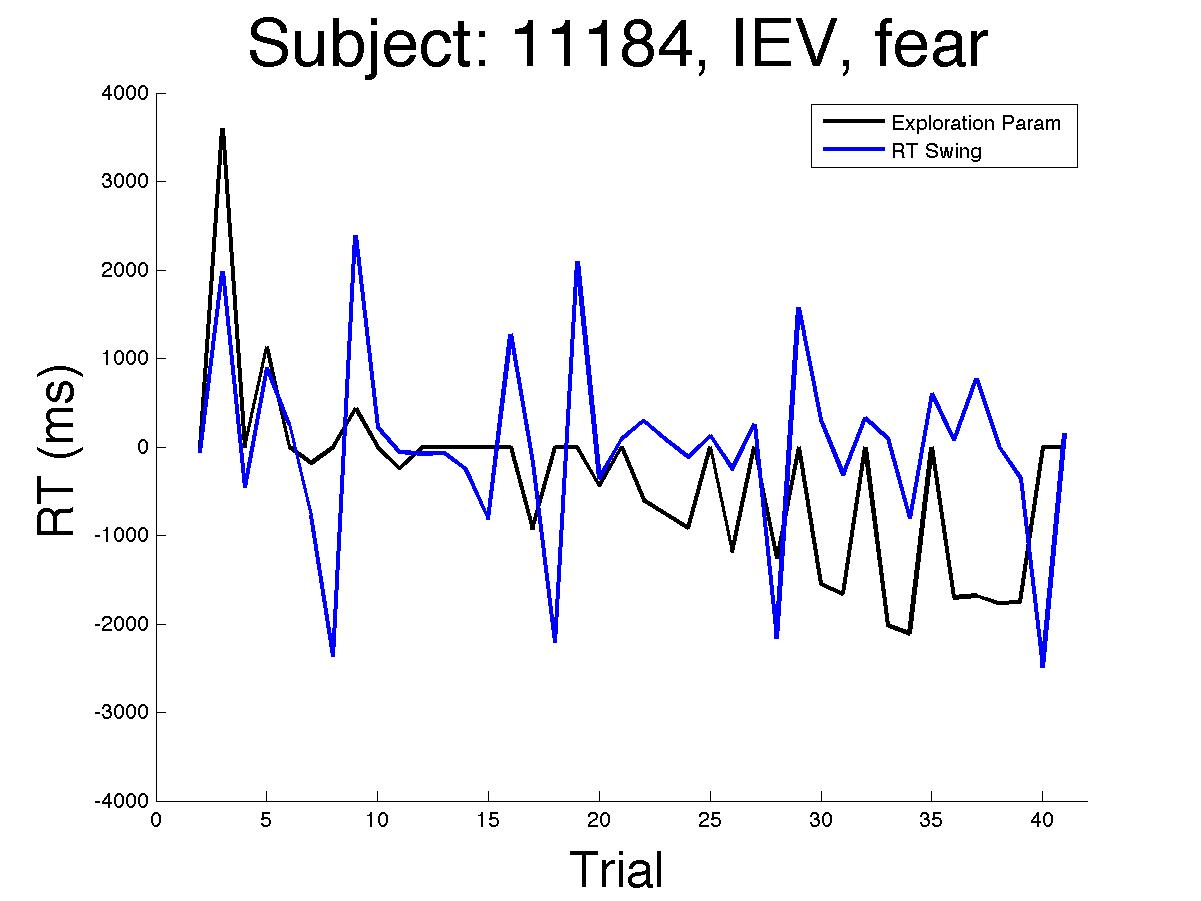 Subject: 11184, IEV, fear
Exploration Param
RT Swing
RT (ms)
4000
3000
2000
1000
0
-1000
-2000
-3000
-4000
0 5 10 15 20 25 30 35 40
Trial